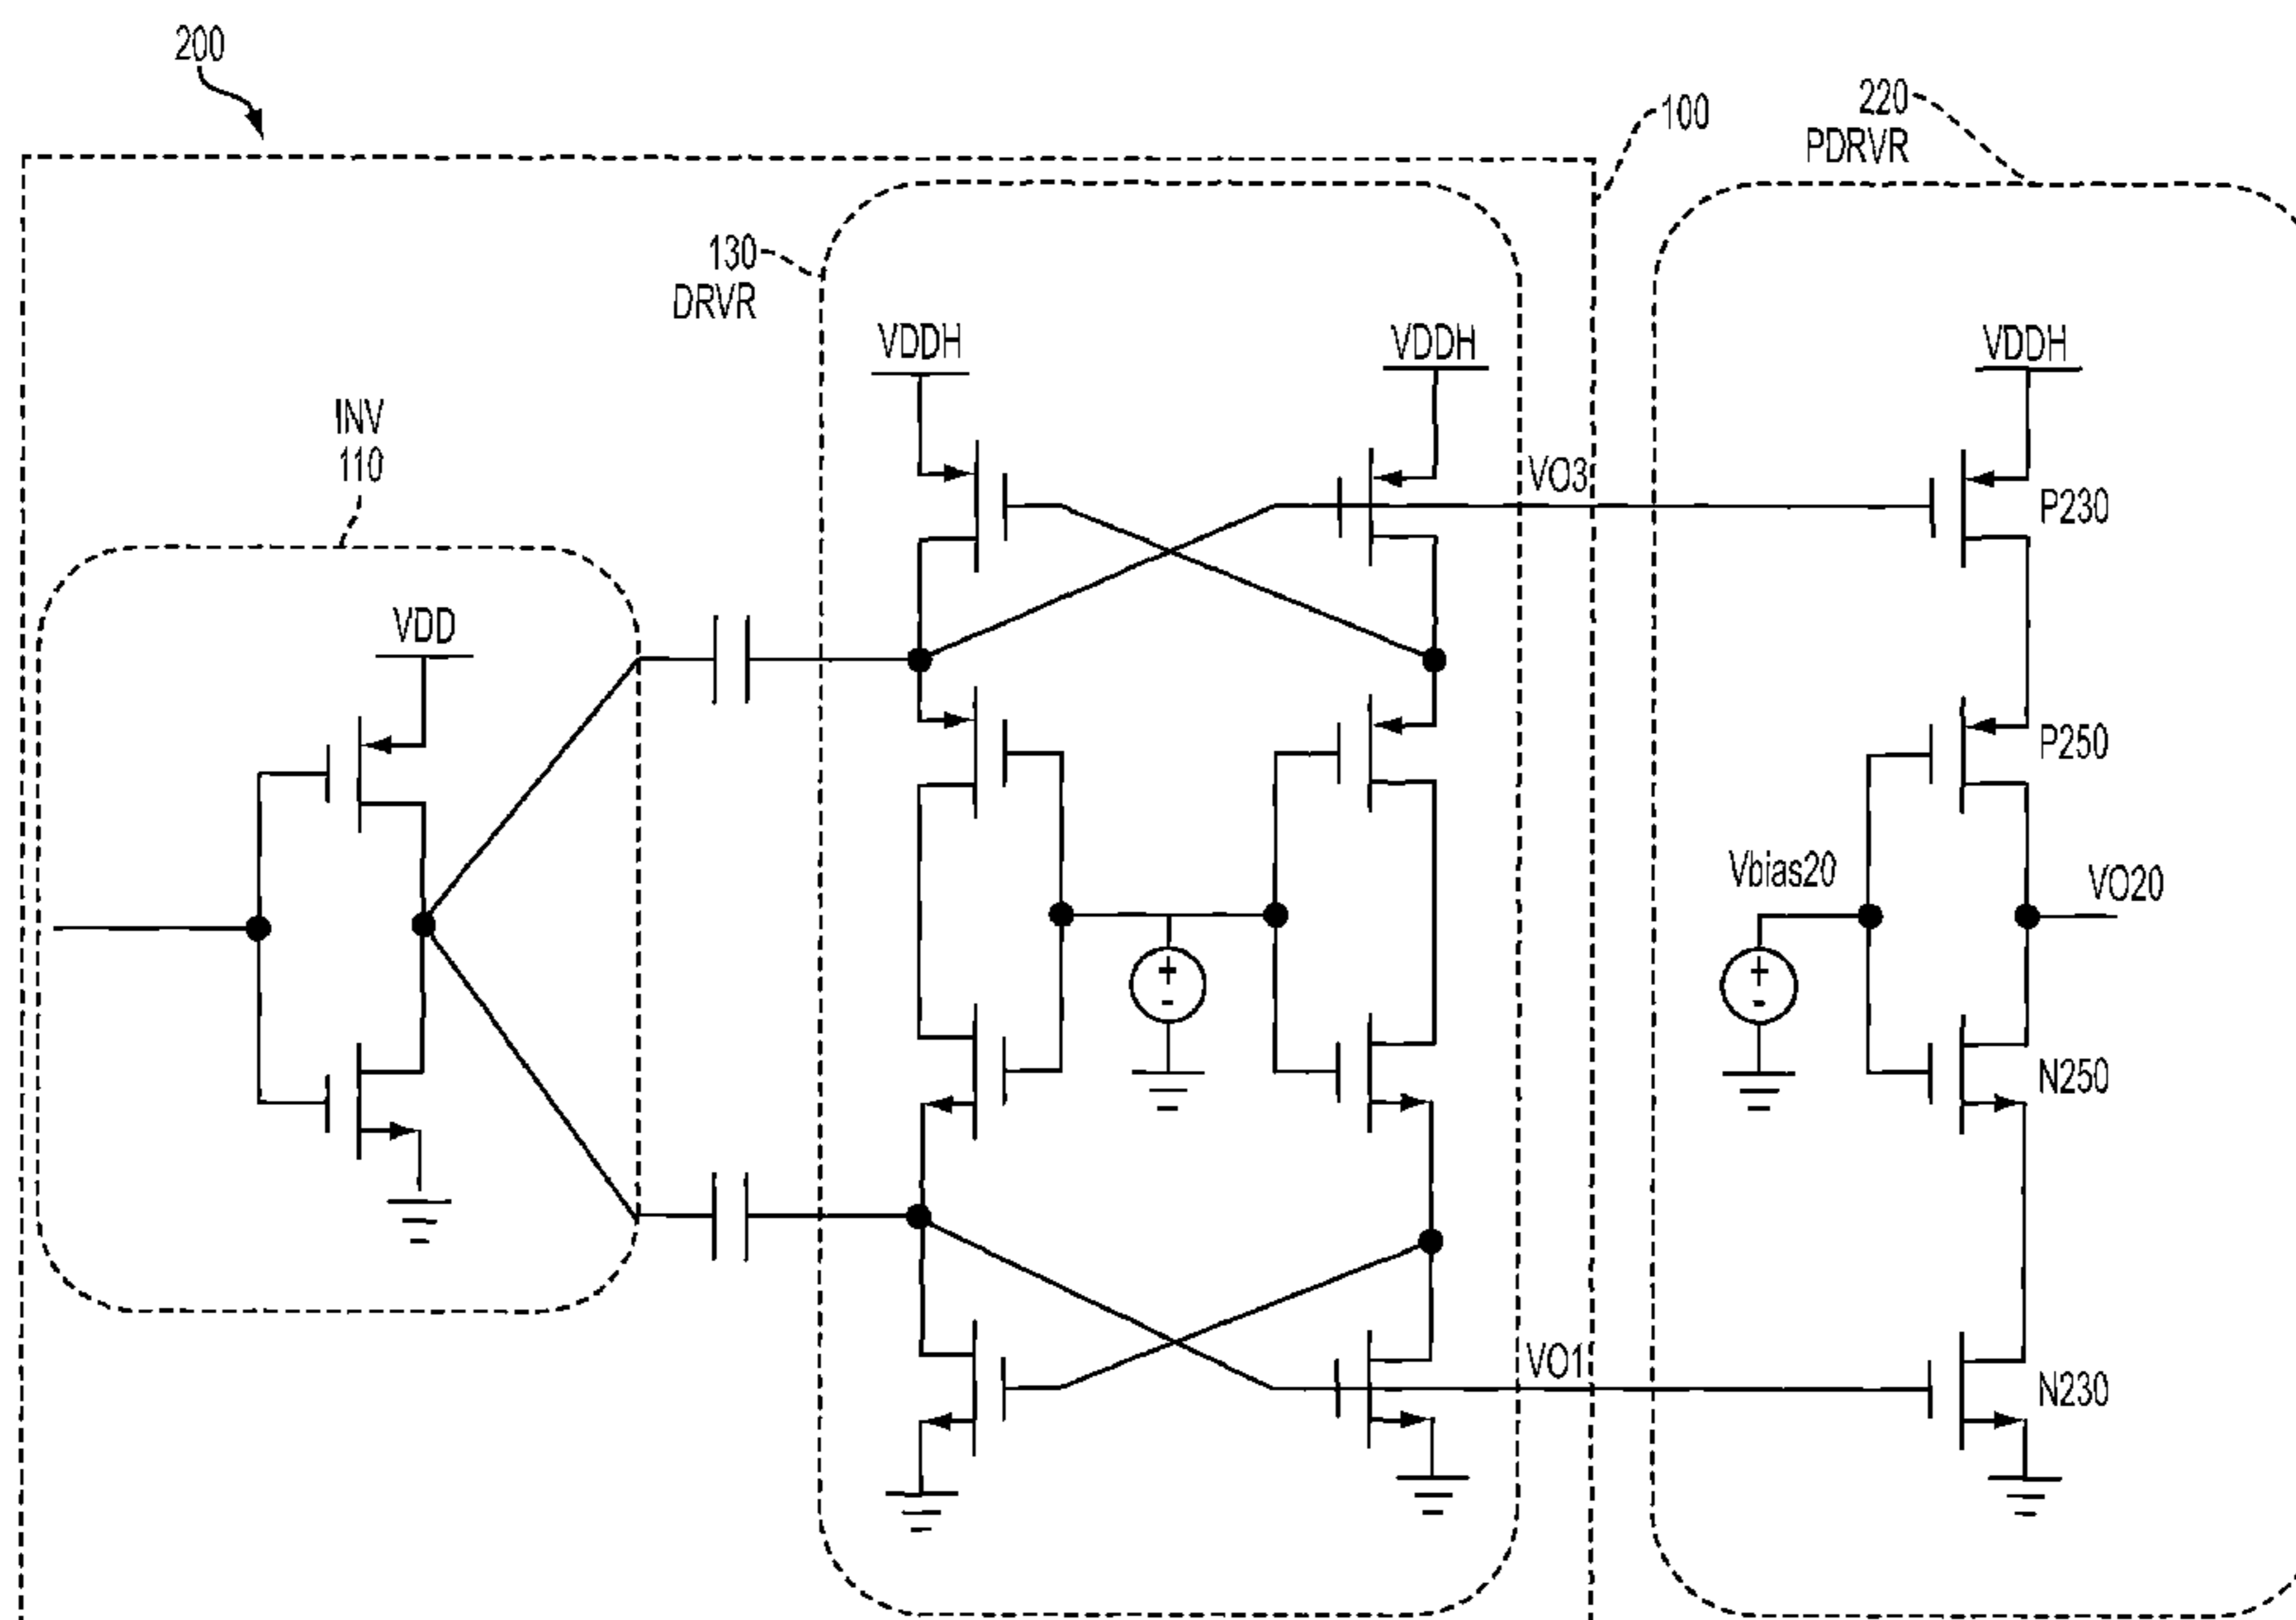 200
100
220
PDRVR
130
DRVR
VDDH
VDDH
VDDH
INV
110
VO3
P230
VDD
P250
Vbias20
VO20
+
-
+
-
N250
VO1
N230